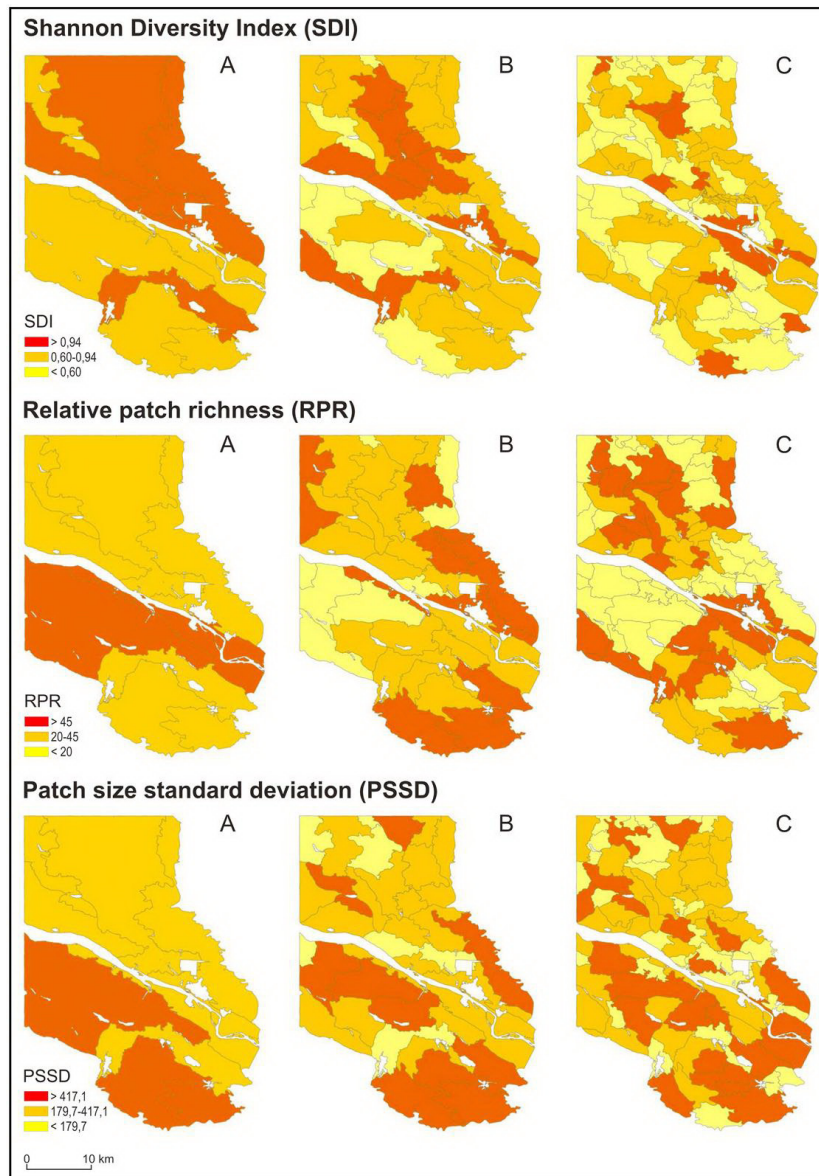 Shannon Diversity Index (SDI)
A
B
C
SDI
> 0,94
0,60-0,94
< 0,60
Relative patch richness (RPR)
A
B
C
RPR
> 45
20-45
< 20
Patch size standard deviation (PSSD)
A
B
C
PSSD
> 417,1
179,7-417,1
< 179,7
0 10 km